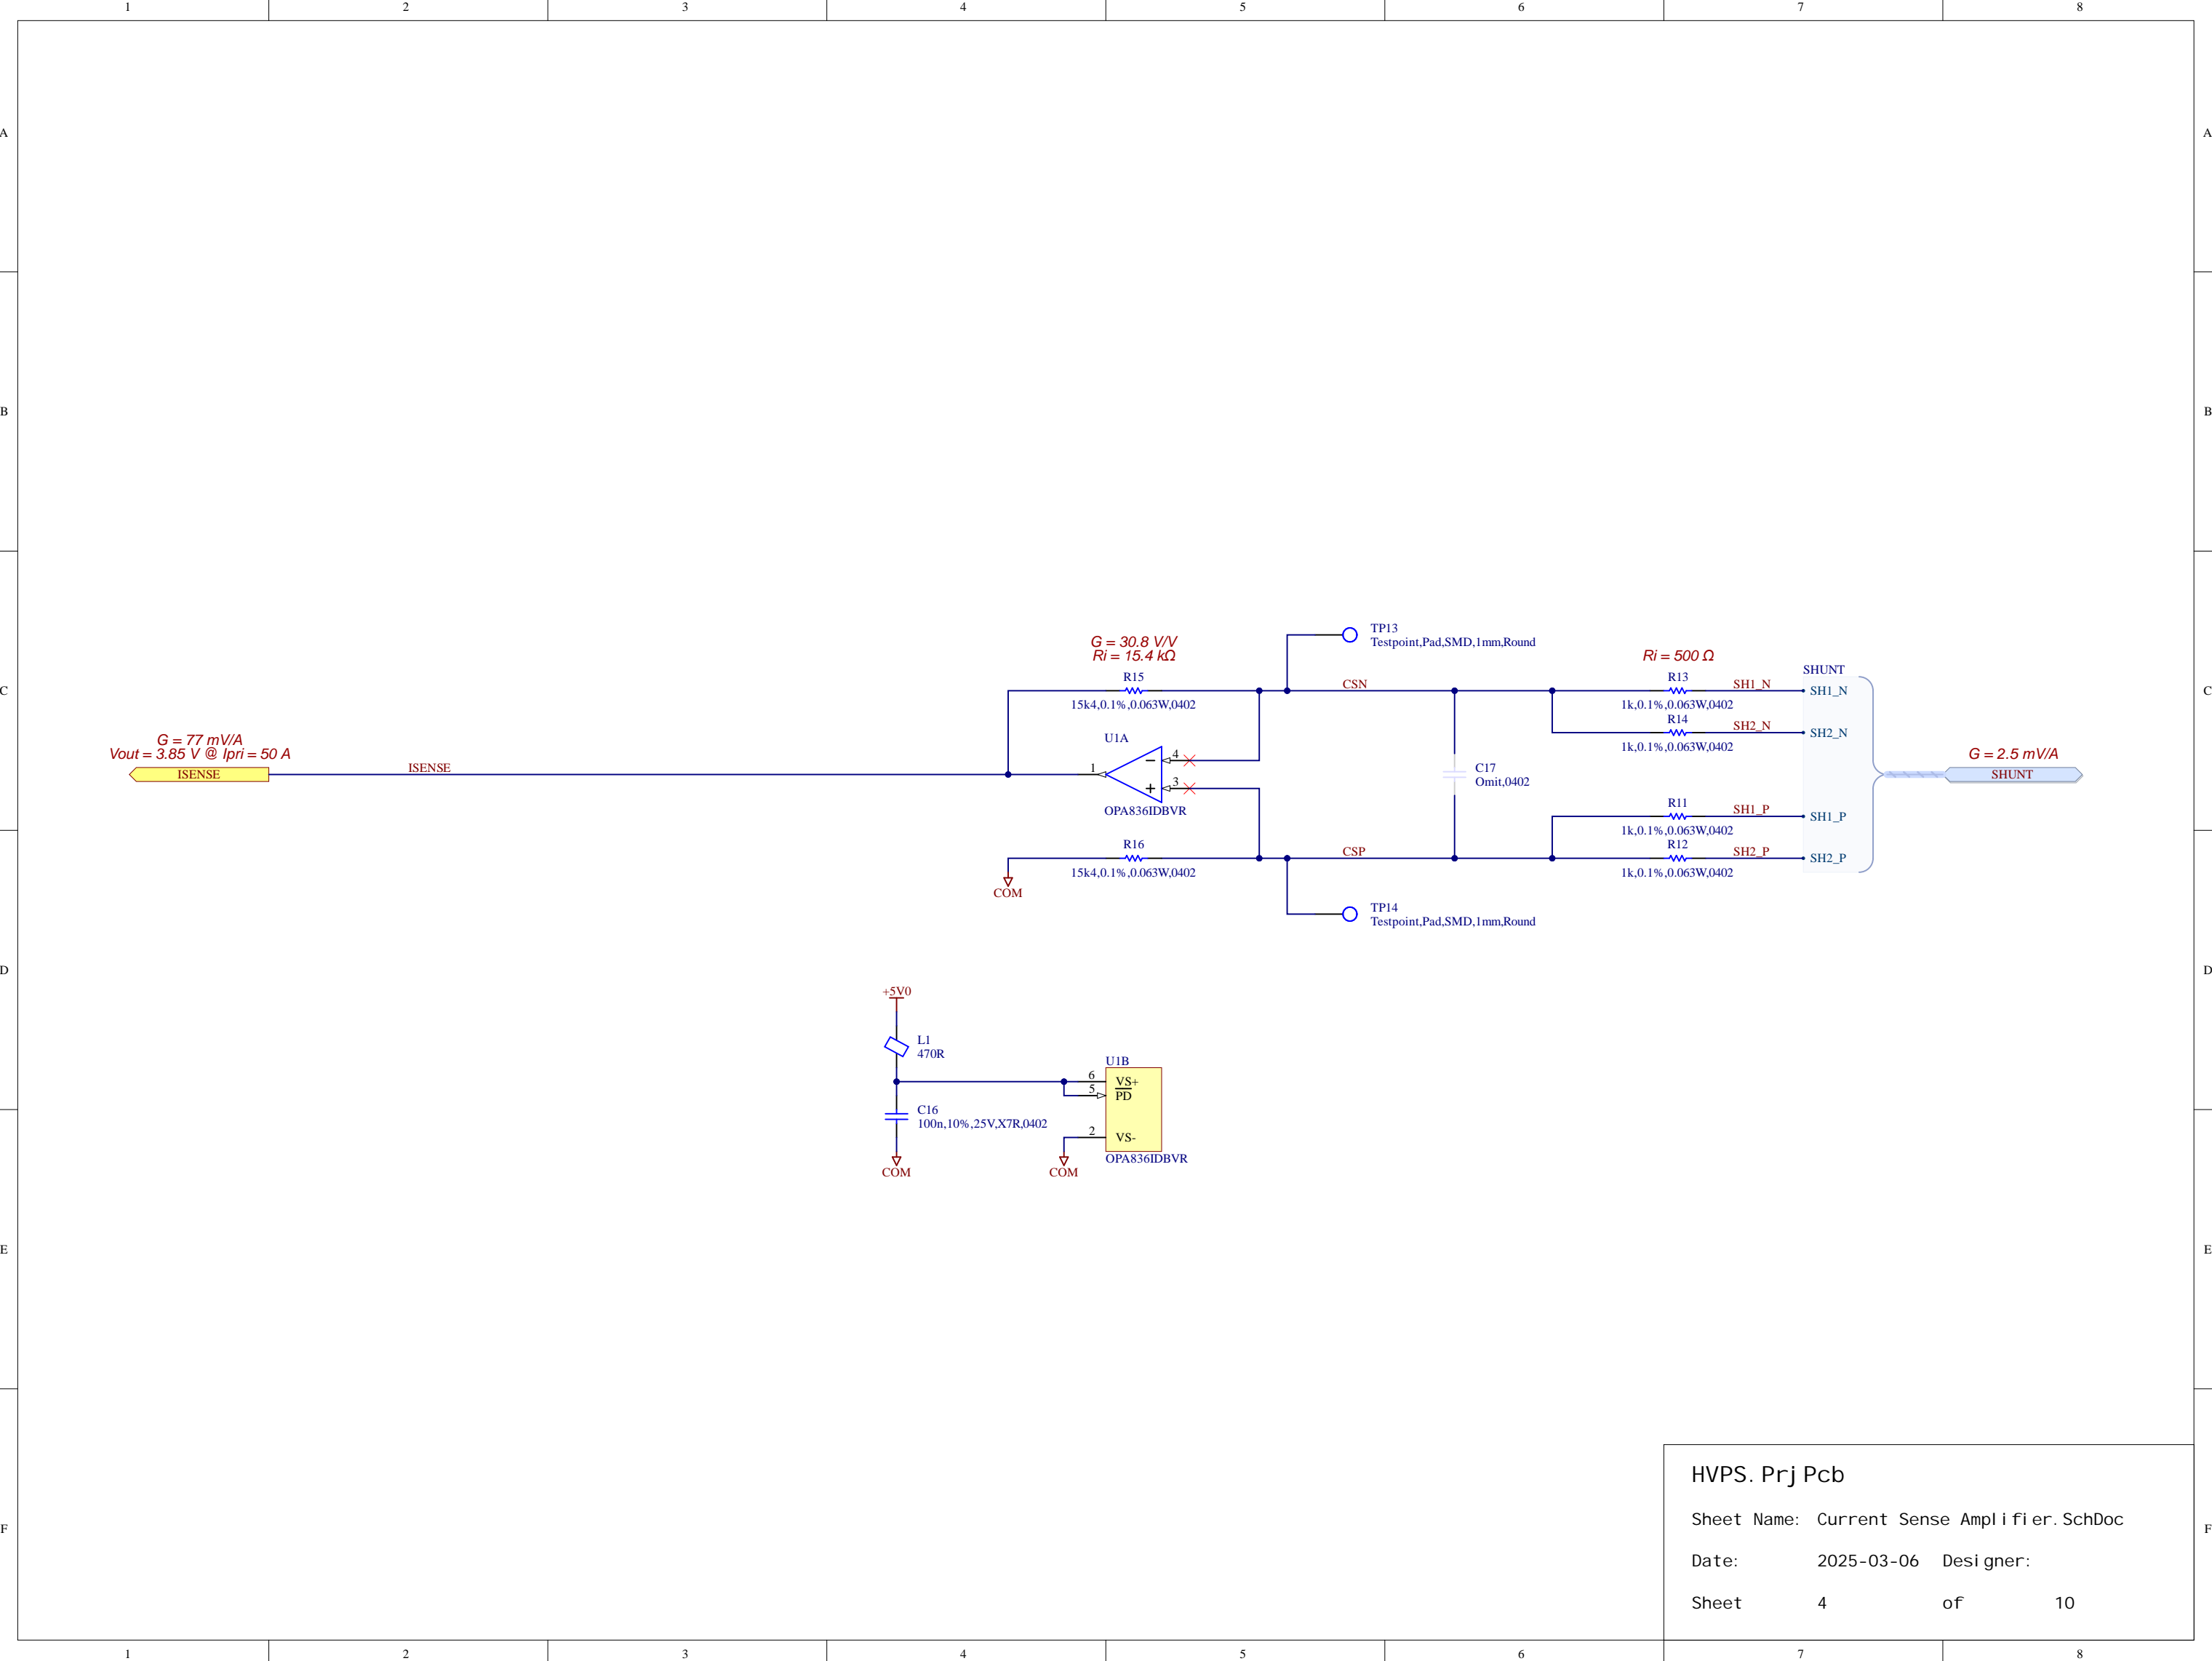 1 2 3 4 5 6 7 8
A A
B B
C C
D D
E E
F F
G = 77 mV/A
Vout = 3.85 V @ Ipri = 50 A
ISENSE
ISENSE
G = 30.8 V/V
Ri = 15.4 kΩ
R15
15k4,0.1%,0.063W,0402
U1A
4
1
3
− +
OPA836IDBVR
R16
15k4,0.1%,0.063W,0402
COM
TP13
Testpoint,Pad,SMD,1mm,Round
CSN
C17
Omit,0402
CSP
TP14
Testpoint,Pad,SMD,1mm,Round
Ri = 500 Ω
R13
1k,0.1%,0.063W,0402
SH1_N
R14
1k,0.1%,0.063W,0402
SH2_N
R11
1k,0.1%,0.063W,0402
SH1_P
R12
1k,0.1%,0.063W,0402
SH2_P
SHUNT
SH1_N
SH2_N
SH1_P
SH2_P
G = 2.5 mV/A
SHUNT
+5V0
L1
470R
C16
100n,10%,25V,X7R,0402
COM
U1B
6 VS+
5 PD
2 VS-
OPA836IDBVR
COM
HVPS.PrjPcb
Sheet Name: Current Sense Amplifier.SchDoc
Date: 2025-03-06 Designer:
Sheet 4 of 10
1 2 3 4 5 6 7 8